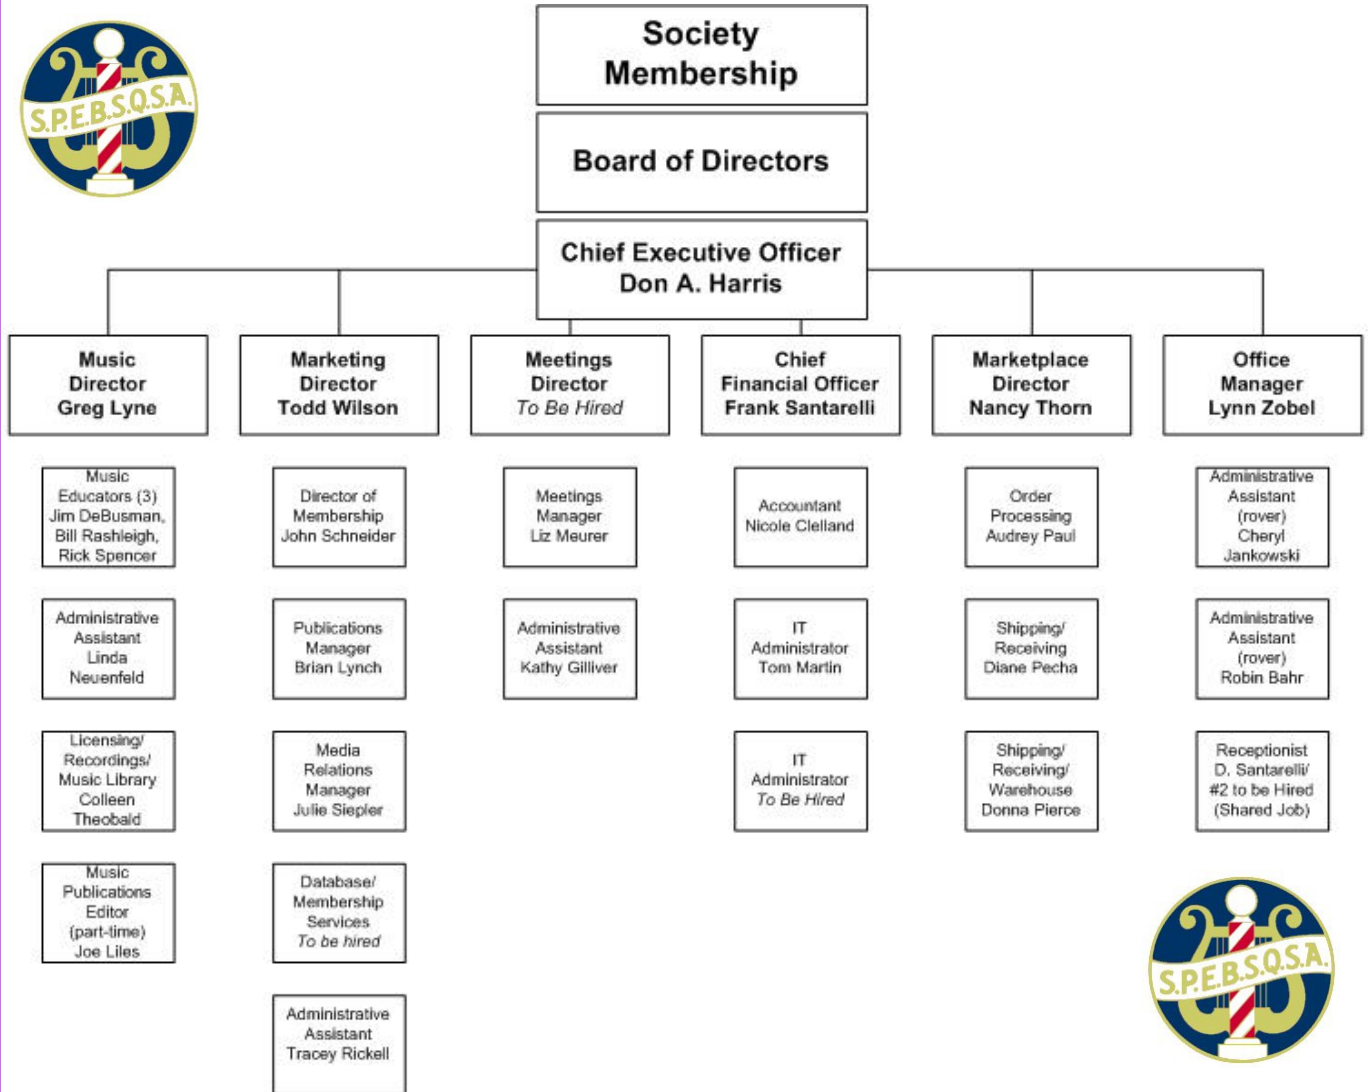 S.P.E.B.S.Q.S.A.
Society
Membership
Board of Directors
Chief Executive Officer
Don A. Harris
Music
Director
Greg Lyne
Marketing
Director
Todd Wilson
Meetings
Director
To Be Hired
Chief
Financial Officer
Frank Santarelli
Marketplace
Director
Nancy Thorn
Office
Manager
Lynn Zobel
Music
Educators (3)
Jim DeBusman,
Bill Rashleigh,
Rick Spencer
Director of
Membership
John Schneider
Meetings
Manager
Liz Meurer
Accountant
Nicole Clelland
Order
Processing
Audrey Paul
Administrative
Assistant
(rover)
Cheryl
Jankowski
Administrative
Assistant
Linda
Neuenfeld
Publications
Manager
Brian Lynch
Administrative
Assistant
Kathy Gilliver
IT
Administrator
Tom Martin
Shipping/
Receiving
Diane Pecha
Administrative
Assistant
(rover)
Robin Bahr
Licensing/
Recordings/
Music Library
Colleen
Theobald
Media
Relations
Manager
Julie Siepler
IT
Administrator
To Be Hired
Shipping/
Receiving/
Warehouse
Donna Pierce
Receptionist
D. Santarelli/
#2 to be Hired
(Shared Job)
Music
Publications
Editor
(part-time)
Joe Liles
Database/
Membership
Services
To be hired
S.P.E.B.S.Q.S.A.
Administrative
Assistant
Tracey Rickell